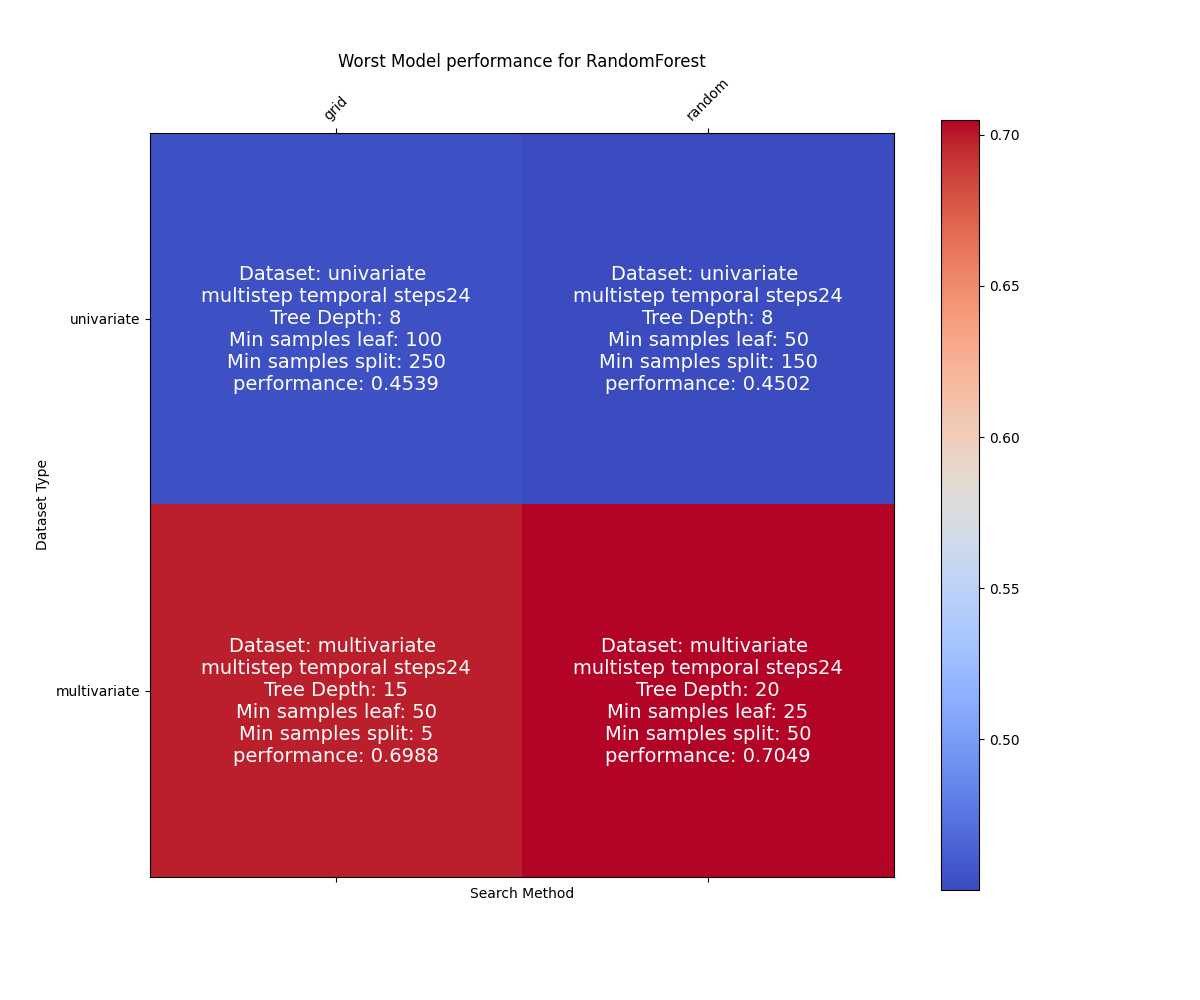 Worst Model performance for RandomForest
grid
random
univariate
Dataset: univariate
multistep temporal steps24
Tree Depth: 8
Min samples leaf: 100
Min samples split: 250
performance: 0.4539
Dataset: univariate
multistep temporal steps24
Tree Depth: 8
Min samples leaf: 50
Min samples split: 150
performance: 0.4502
Dataset Type
multivariate
Dataset: multivariate
multistep temporal steps24
Tree Depth: 15
Min samples leaf: 50
Min samples split: 5
performance: 0.6988
Dataset: multivariate
multistep temporal steps24
Tree Depth: 20
Min samples leaf: 25
Min samples split: 50
performance: 0.7049
Search Method
0.70
0.65
0.60
0.55
0.50